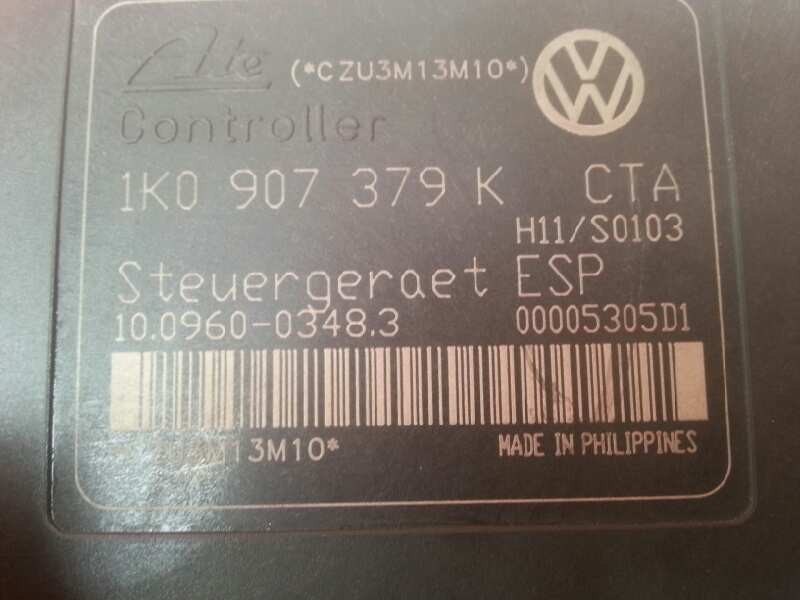 Ate (*CZU3M13M10*)
Controller
1K0 907 379 K CTA
H11/S0103
Steuergeraet ESP
10.0960-0348.3 00005305D1
MADE IN PHILIPPINES